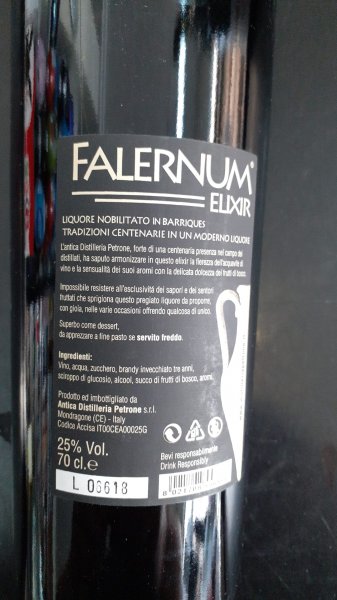 FALERNUM®
ELIXIR
LIQUORE NOBILITATO IN BARRIQUES
TRADIZIONI CENTENARIE IN UN MODERNO LIQUORE
L'antica Distilleria Petrone, forte di una centenaria presenza nel campo dei
distillati, ha saputo armonizzare in questo elixir la fierezza dell'acquavite di
vino e la sensualità dei suoi aromi con la delicata dolcezza dei frutti di bosco.
Impossibile resistere all'esclusività dei sapori e dei sentori
fruttati che sprigiona questo pregiato liquore da proporre,
con gioia, nelle varie occasioni offrendo qualcosa di unico.
Superbo come dessert,
da apprezzare a fine pasto se servito freddo.
Ingredienti:
Vino, acqua, zucchero, brandy invecchiato tre anni,
sciroppo di glucosio, alcool, succo di frutti di bosco, aromi.
Prodotto ed imbottigliato da
Antica Distilleria Petrone s.r.l.
Mondragone (CE) - Italy
Codice Accisa IT00CEA00025G
25% Vol.
70 cl.e
L 06618
Bevi responsabilmente
Drink Responsibly